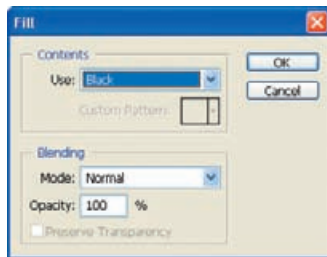 Fill
Contents
Use: Black
Custom Pattern:
OK
Cancel
Blending
Mode: Normal
Opacity: 100 %
Preserve Transparency